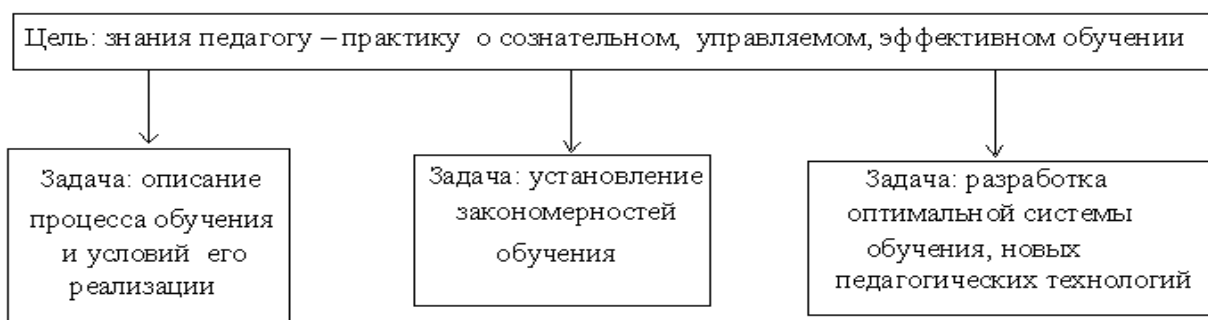 Цель: знания педагогу – практику о сознательном, управляемом, эффективном обучении
Задача: описание
процесса обучения
и условий его
реализации
Задача: установление
закономерностей
обучения
Задача: разработка
оптимальной системы
обучения, новых
педагогических технологий